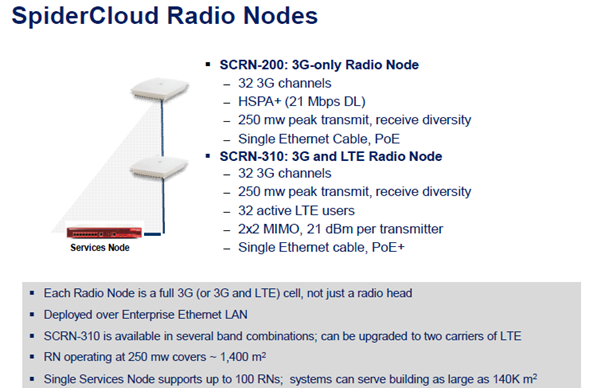 SpiderCloud Radio Nodes
▪ SCRN-200: 3G-only Radio Node
– 32 3G channels
– HSPA+ (21 Mbps DL)
– 250 mw peak transmit, receive diversity
– Single Ethernet Cable, PoE
▪ SCRN-310: 3G and LTE Radio Node
– 32 3G channels
– 250 mw peak transmit, receive diversity
– 32 active LTE users
– 2x2 MIMO, 21 dBm per transmitter
– Single Ethernet cable, PoE+
Services Node
▪ Each Radio Node is a full 3G (or 3G and LTE) cell, not just a radio head
▪ Deployed over Enterprise Ethernet LAN
▪ SCRN-310 is available in several band combinations; can be upgraded to two carriers of LTE
▪ RN operating at 250 mw covers ~ 1,400 m²
▪ Single Services Node supports up to 100 RNs; systems can serve building as large as 140K m²